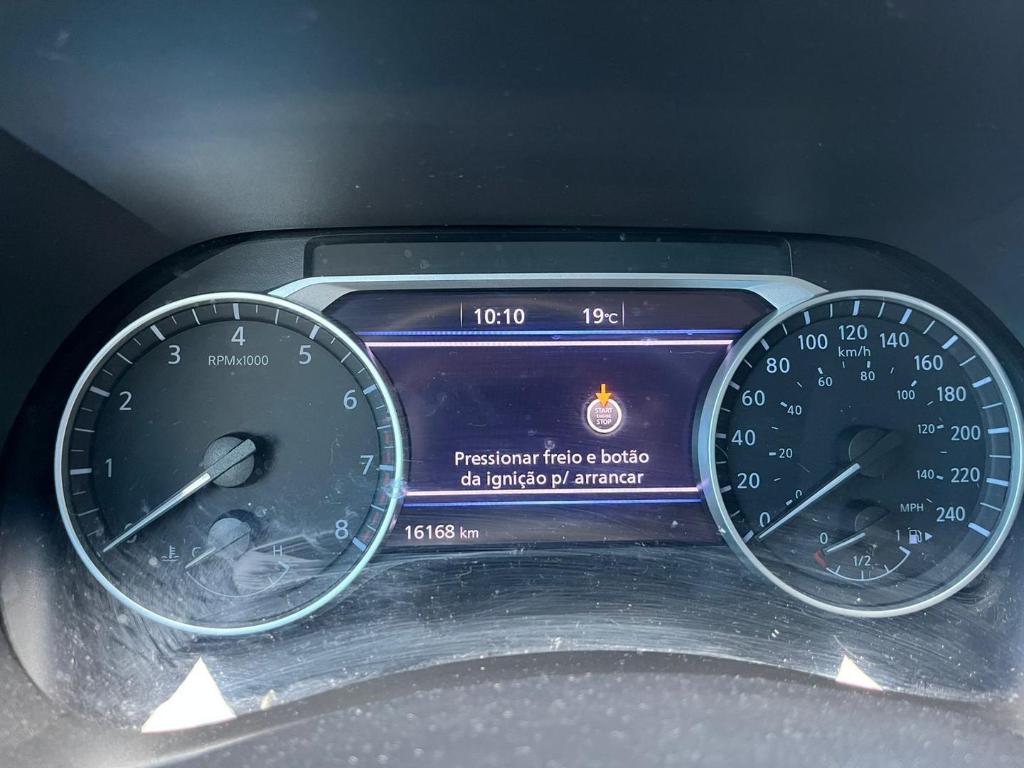 10:10 19°C
START
ENGINE
STOP
Pressionar freio e botão
da ignição p/ arrancar
16168 km
0 1 2 3 4 5 6 7 8
RPMx1000
C H
0 20 40 60 80 100 120 140 160 180 200 220 240
km/h
0 20 40 60 80 100 120 140
MPH
0 1/2 1